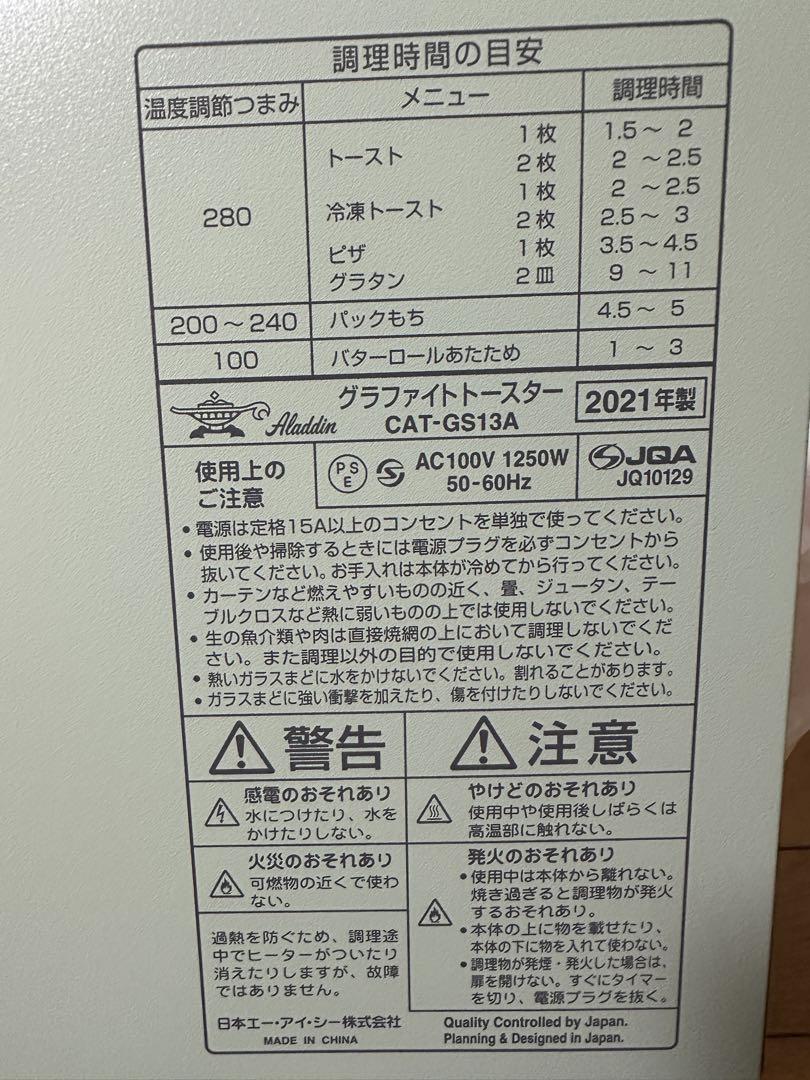 調理時間の目安
温度調節つまみ メニュー 調理時間
280 トースト 1枚 1.5～ 2
2枚 2 ～2.5
冷凍トースト 1枚 2 ～2.5
2枚 2.5～ 3
ピザ 1枚 3.5～4.5
グラタン 2皿 9 ～11
200～240 パックもち 4.5～ 5
100 バターロールあたため 1 ～ 3
Aladdin グラファイトトースター
CAT-GS13A
2021年製
使用上の
ご注意
PSE
AC100V 1250W
50-60Hz
JQA
JQ10129
•電源は定格15A以上のコンセントを単独で使ってください。
•使用後や掃除するときには電源プラグを必ずコンセントから
抜いてください。お手入れは本体が冷めてから行ってください。
•カーテンなど燃えやすいものの近く、畳、ジュータン、テー
ブルクロスなど熱に弱いものの上では使用しないでください。
•生の魚介類や肉は直接焼網の上において調理しないでくだ
さい。また調理以外の目的で使用しないでください。
•熱いガラスまどに水をかけないでください。割れることがあります。
•ガラスまどに強い衝撃を加えたり、傷を付けたりしないでください。
警告
感電のおそれあり
水につけたり、水を
かけたりしない。
火災のおそれあり
可燃物の近くで使わ
ない。
過熱を防ぐため、調理途
中でヒーターがついたり
消えたりしますが、故障
ではありません。
注意
やけどのおそれあり
使用中や使用後しばらくは
高温部に触れない。
発火のおそれあり
•使用中は本体から離れない。
焼き過ぎると調理物が発火
するおそれあり。
•本体の上に物を載せたり、
本体の下に物を入れて使わない。
•調理物が発煙・発火した場合は、
扉を開けない。すぐにタイマー
を切り、電源プラグを抜く。
日本エー・アイ・シー株式会社
MADE IN CHINA
Quality Controlled by Japan.
Planning & Designed in Japan.